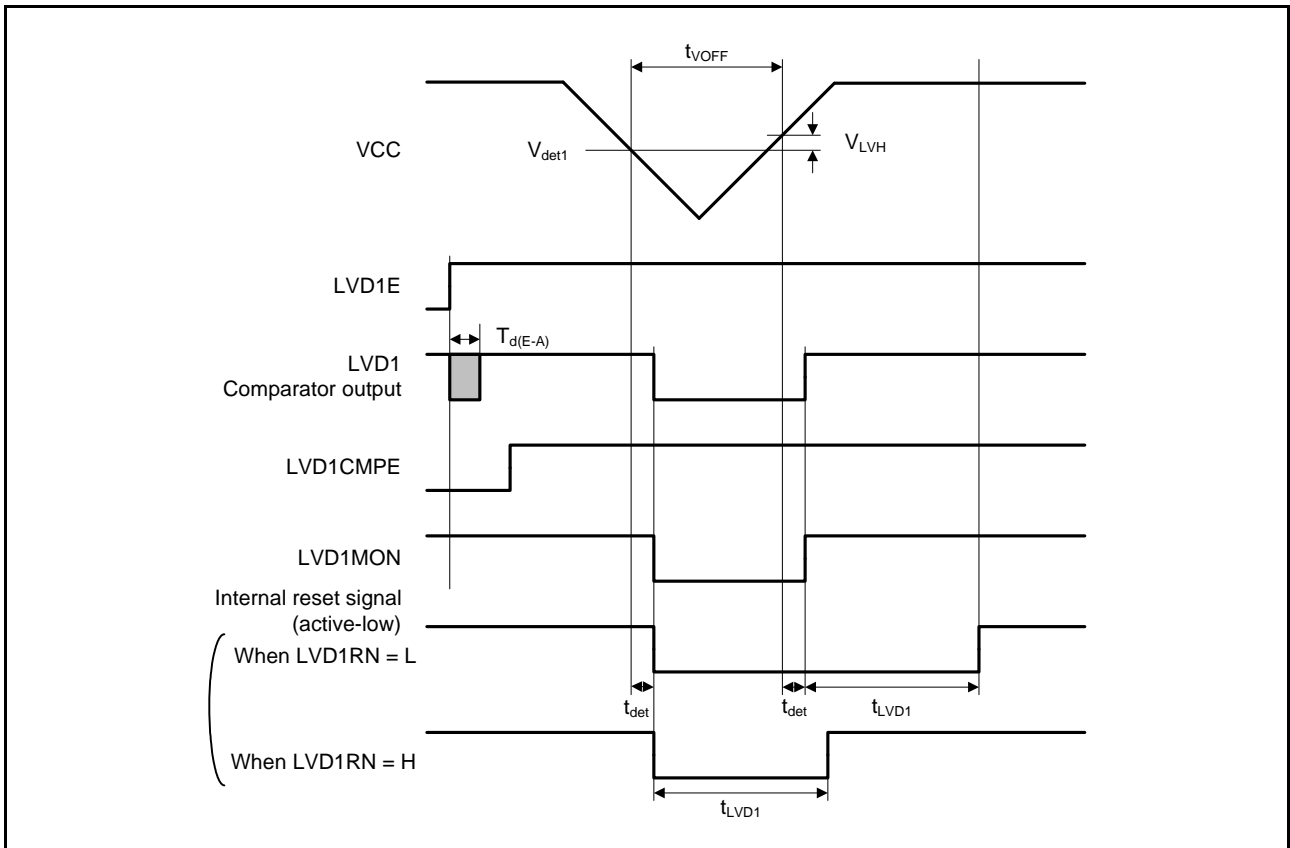 tVOFF
VCC
Vdet1
VLVH
LVD1E
Td(E-A)
LVD1
Comparator output
LVD1CMPE
LVD1MON
Internal reset signal
(active-low)
When LVD1RN = L
tdet
tdet
tLVD1
When LVD1RN = H
tLVD1